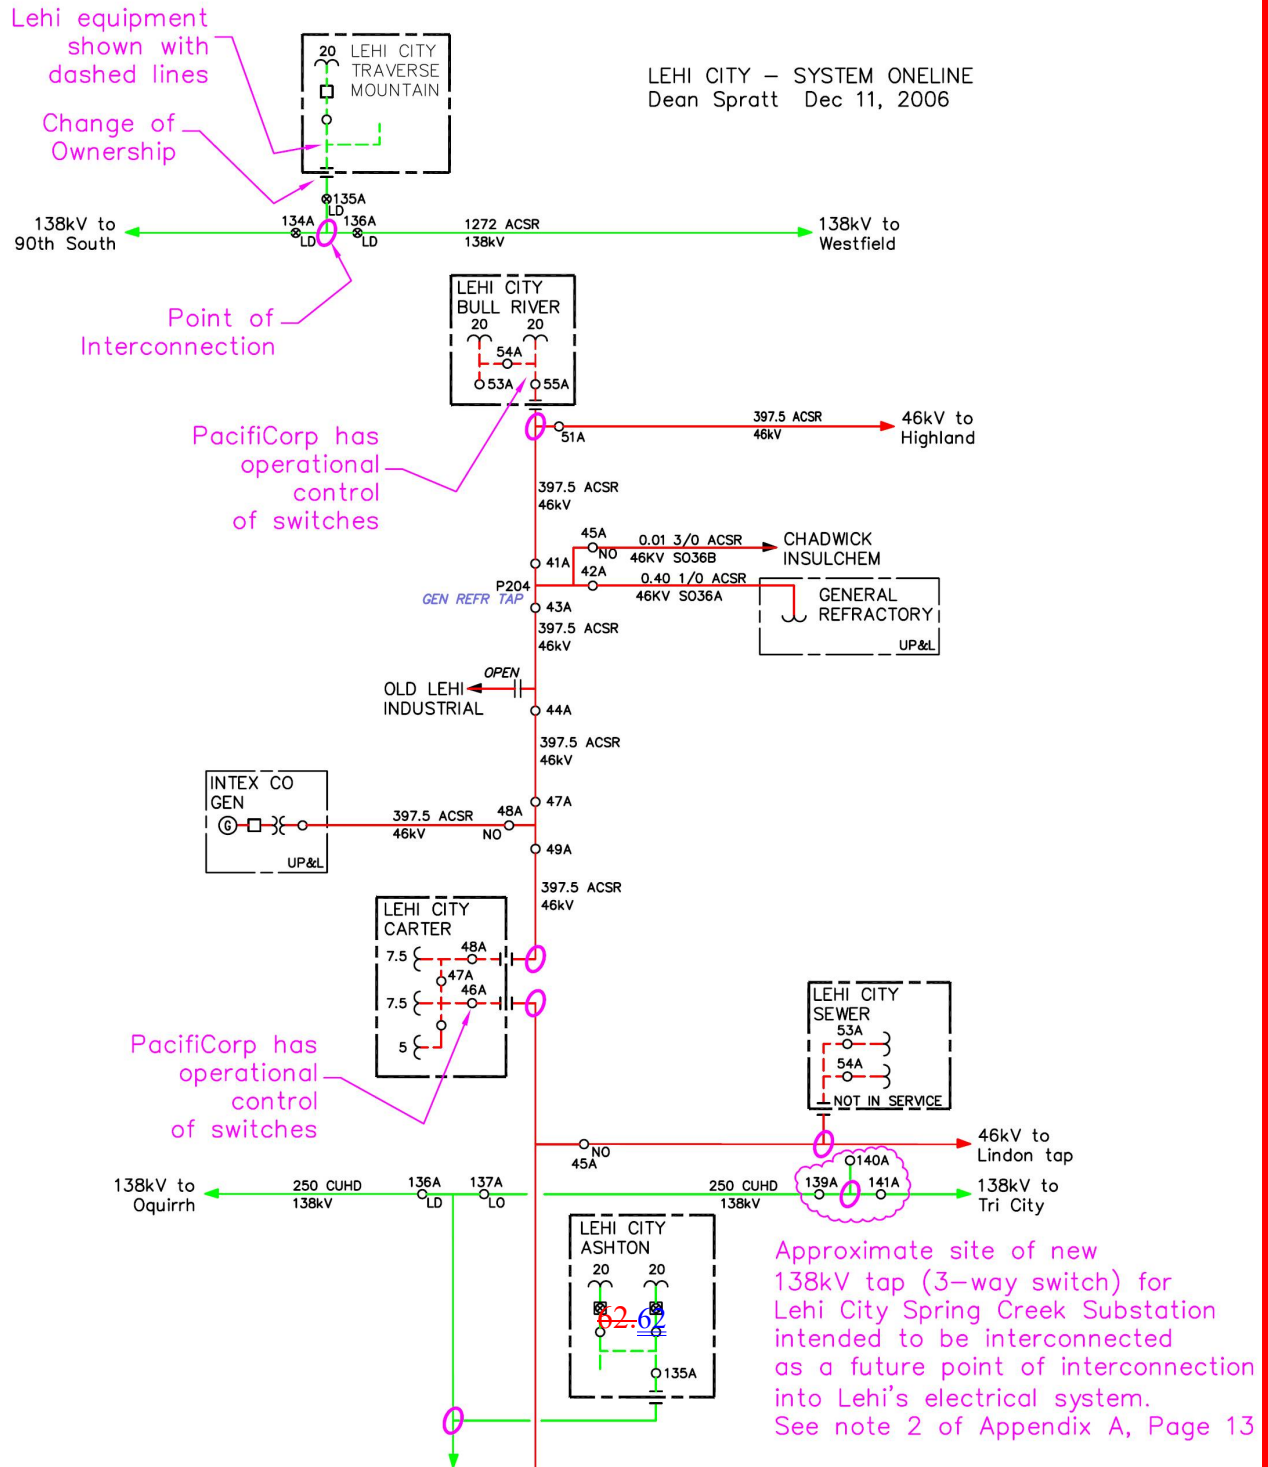 Lehi equipment
shown with
dashed lines
20
LEHI CITY
TRAVERSE
MOUNTAIN
LEHI CITY – SYSTEM ONELINE
Dean Spratt Dec 11, 2006
Change of
Ownership
135A
LD
138kV to
90th South
134A
LD
136A
LD
1272 ACSR
138kV
138kV to
Westfield
Point of
Interconnection
LEHI CITY
BULL RIVER
20
20
54A
53A
55A
PacifiCorp has
operational
control
of switches
51A
397.5 ACSR
46kV
46kV to
Highland
397.5 ACSR
46kV
45A
NO
0.01 3/0 ACSR
46KV SO36B
CHADWICK
INSULCHEM
41A
P204
42A
0.40 1/0 ACSR
46KV SO36A
GEN REFR TAP
43A
GENERAL
REFRACTORY
UP&L
397.5 ACSR
46kV
OPEN
OLD LEHI
INDUSTRIAL
44A
397.5 ACSR
46kV
INTEX CO
GEN
G
UP&L
397.5 ACSR
46kV
48A
NO
47A
49A
397.5 ACSR
46kV
LEHI CITY
CARTER
7.5
48A
47A
7.5
46A
5
PacifiCorp has
operational
control
of switches
LEHI CITY
SEWER
53A
54A
NOT IN SERVICE
45A
NO
46kV to
Lindon tap
138kV to
Oquirrh
250 CUHD
138kV
136A
LD
137A
LO
250 CUHD
138kV
139A
140A
141A
138kV to
Tri City
LEHI CITY
ASHTON
20
20
62.62
135A
Approximate site of new
138kV tap (3–way switch) for
Lehi City Spring Creek Substation
intended to be interconnected
as a future point of interconnection
into Lehi's electrical system.
See note 2 of Appendix A, Page 13